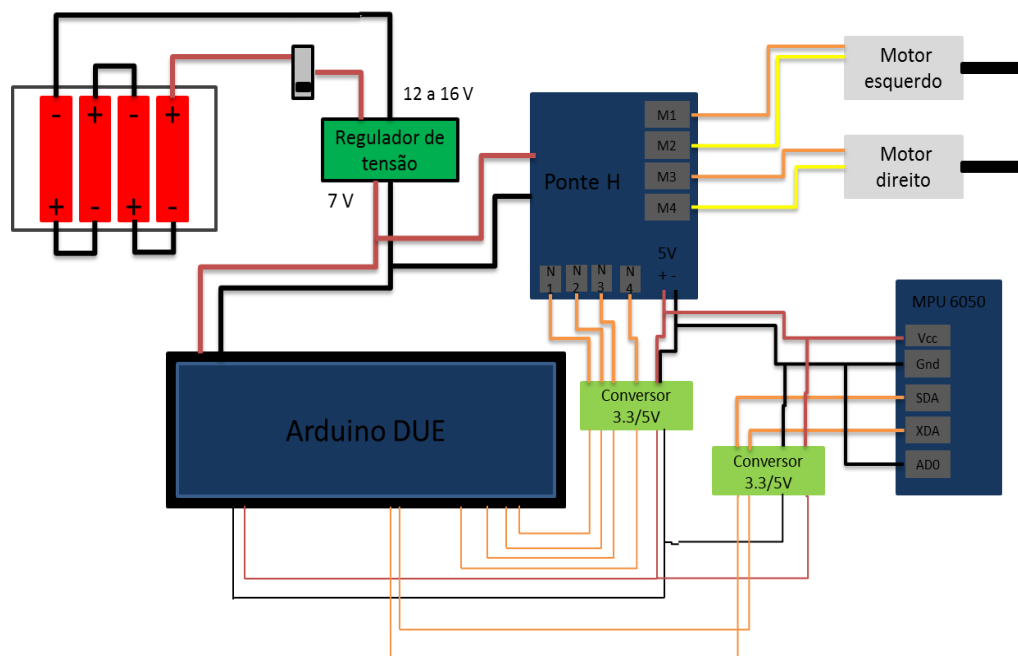 - + - +
+ - + -
12 a 16 V
Regulador de
tensão
7 V
Ponte H
M1
M2
M3
M4
5V
+ -
N
1
N
2
N
3
N
4
Motor
esquerdo
Motor
direito
MPU 6050
Vcc
Gnd
SDA
XDA
AD0
Arduino DUE
Conversor
3.3/5V
Conversor
3.3/5V